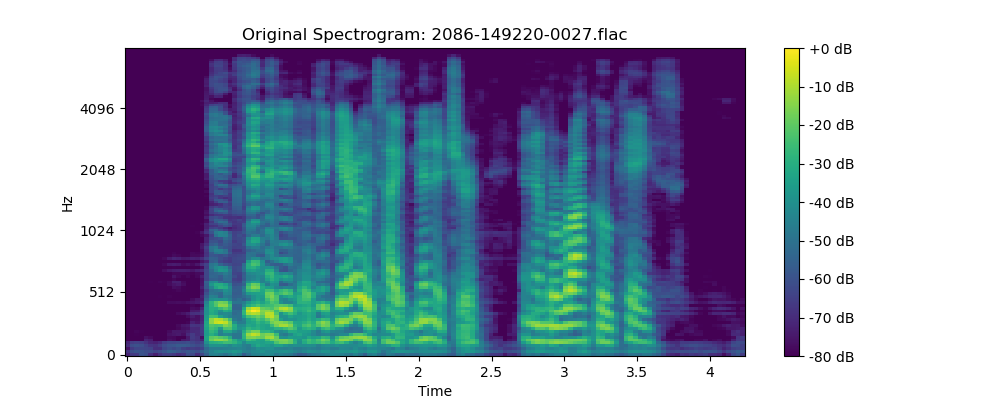 Original Spectrogram: 2086-149220-0027.flac
Hz
4096
2048
1024
512
0
0 0.5 1 1.5 2 2.5 3 3.5 4
Time
+0 dB
-10 dB
-20 dB
-30 dB
-40 dB
-50 dB
-60 dB
-70 dB
-80 dB